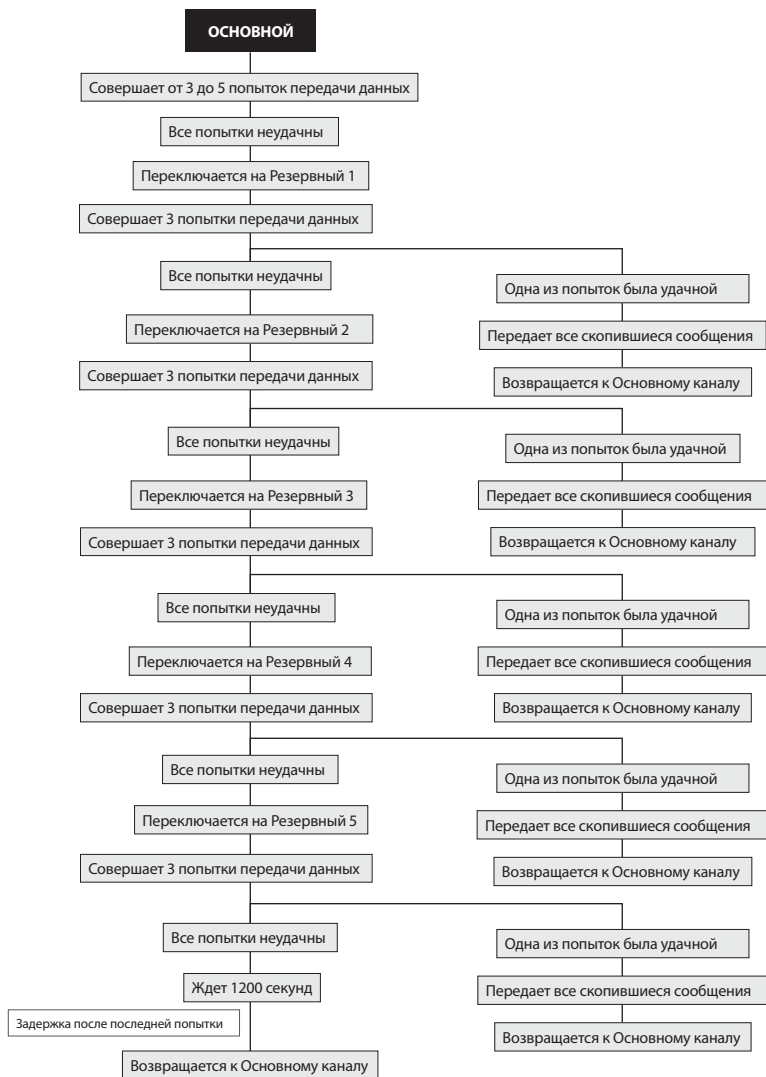 ОСНОВНОЙ
Совершает от 3 до 5 попыток передачи данных
Все попытки неудачны
Переключается на Резервный 1
Совершает 3 попытки передачи данных
Все попытки неудачны
Одна из попыток была удачной
Переключается на Резервный 2
Передает все скопившиеся сообщения
Совершает 3 попытки передачи данных
Возвращается к Основному каналу
Все попытки неудачны
Одна из попыток была удачной
Переключается на Резервный 3
Передает все скопившиеся сообщения
Совершает 3 попытки передачи данных
Возвращается к Основному каналу
Все попытки неудачны
Одна из попыток была удачной
Переключается на Резервный 4
Передает все скопившиеся сообщения
Совершает 3 попытки передачи данных
Возвращается к Основному каналу
Все попытки неудачны
Одна из попыток была удачной
Переключается на Резервный 5
Передает все скопившиеся сообщения
Совершает 3 попытки передачи данных
Возвращается к Основному каналу
Все попытки неудачны
Одна из попыток была удачной
Ждет 1200 секунд
Передает все скопившиеся сообщения
Задержка после последней попытки
Возвращается к Основному каналу
Возвращается к Основному каналу